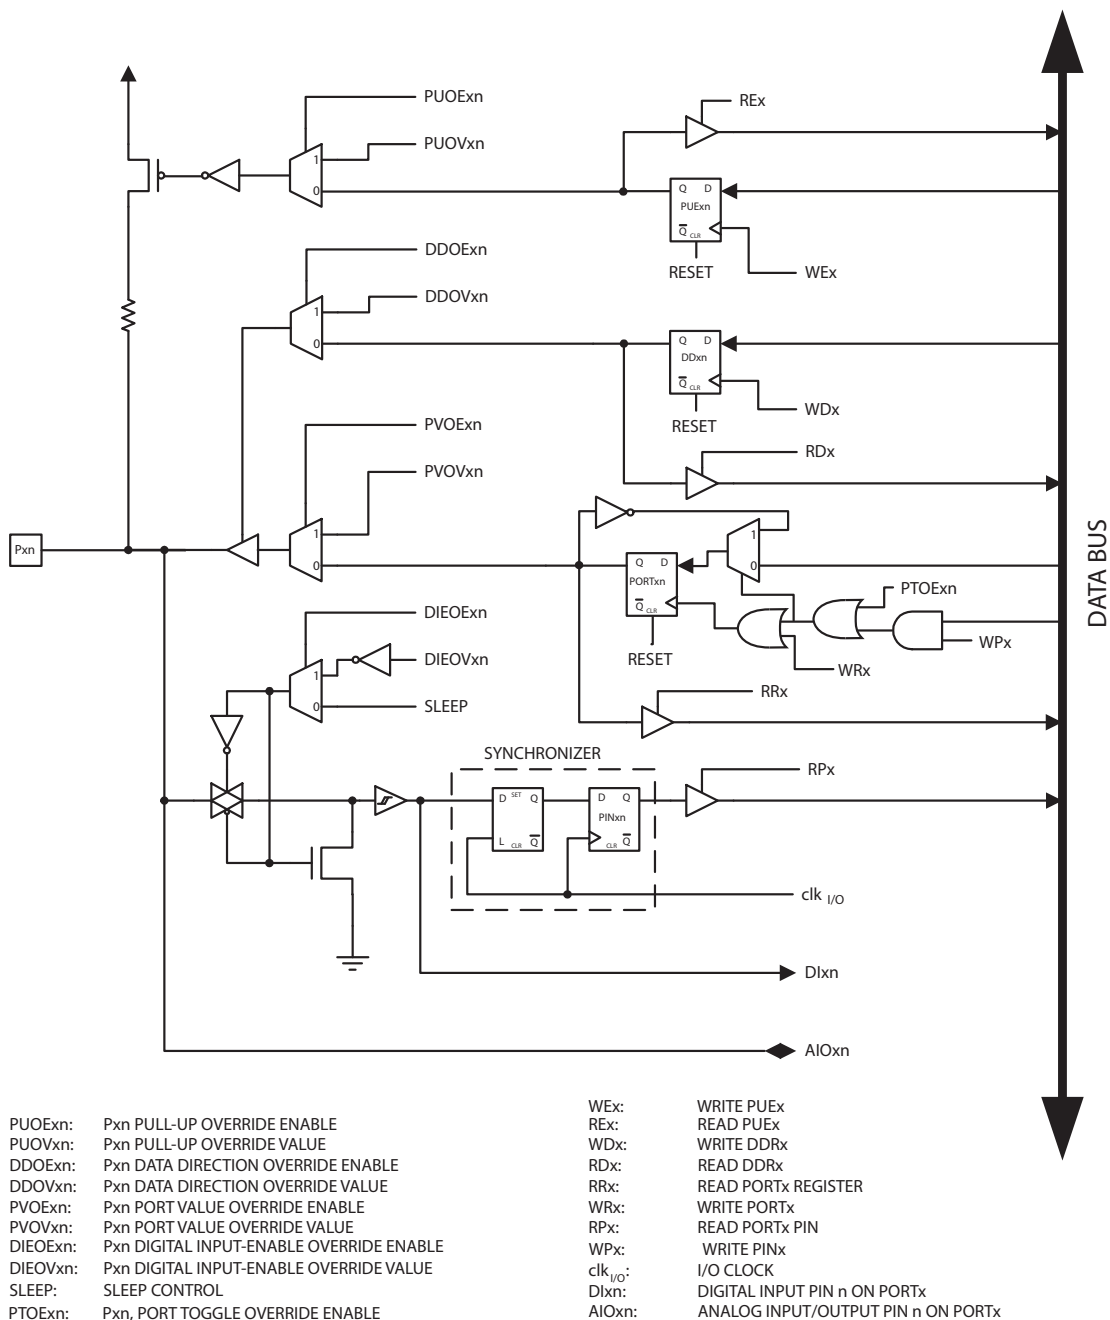 PUOExn
REx
PUOVxn
1
0
Q D
PUExn
Q CLR
RESET
WEx
DDOExn
DDOVxn
1
0
Q D
DDxn
Q CLR
RESET
WDx
PVOExn
RDx
PVOVxn
1
0
Pxn
1
0
Q D
PORTxn
Q CLR
RESET
PTOExn
WPx
WRx
DATA BUS
DIEOExn
DIEOVxn
1
0
SLEEP
RRx
SYNCHRONIZER
RPx
D SET Q
L CLR Q
D Q
PINxn
CLR Q
clk I/O
DIxn
AIOxn
PUOExn: Pxn PULL-UP OVERRIDE ENABLE
PUOVxn: Pxn PULL-UP OVERRIDE VALUE
DDOExn: Pxn DATA DIRECTION OVERRIDE ENABLE
DDOVxn: Pxn DATA DIRECTION OVERRIDE VALUE
PVOExn: Pxn PORT VALUE OVERRIDE ENABLE
PVOVxn: Pxn PORT VALUE OVERRIDE VALUE
DIEOExn: Pxn DIGITAL INPUT-ENABLE OVERRIDE ENABLE
DIEOVxn: Pxn DIGITAL INPUT-ENABLE OVERRIDE VALUE
SLEEP: SLEEP CONTROL
PTOExn: Pxn, PORT TOGGLE OVERRIDE ENABLE
WEx: WRITE PUEx
REx: READ PUEx
WDx: WRITE DDRx
RDx: READ DDRx
RRx: READ PORTx REGISTER
WRx: WRITE PORTx
RPx: READ PORTx PIN
WPx: WRITE PINx
clk I/O: I/O CLOCK
DIxn: DIGITAL INPUT PIN n ON PORTx
AIOxn: ANALOG INPUT/OUTPUT PIN n ON PORTx